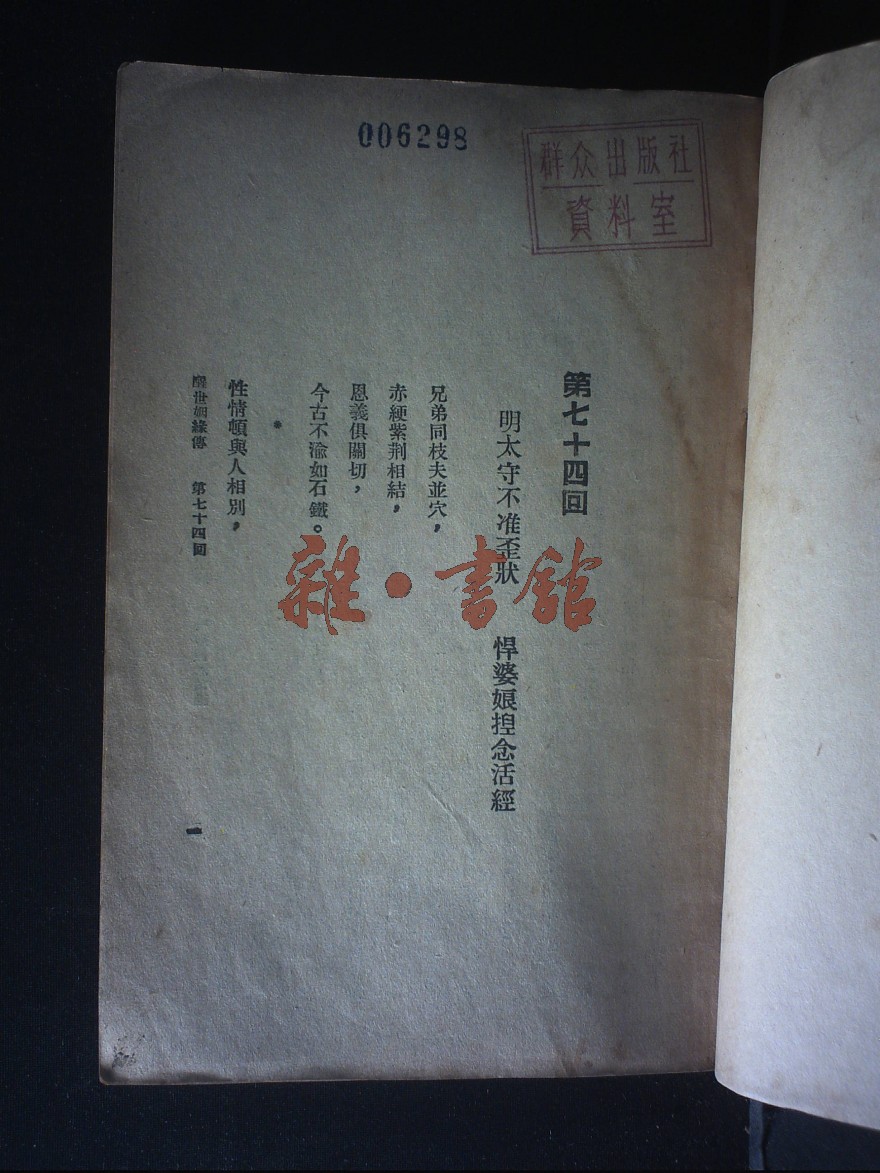 006298
群众出版社
資料室
第七十四回
明太守不准歪狀　悍婆娘捏念活經
兄弟同枝夫並穴，
赤綆紫荆相結，
恩義俱關切，
今古不渝如石鐵。
*
性情頓與人相別，
醒世姻緣傳　第七十四回
一
雜·書館